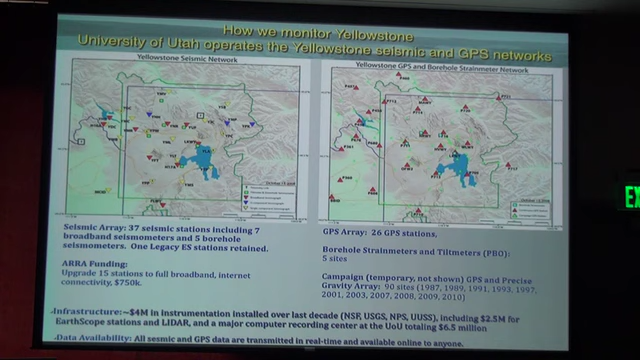 How we monitor Yellowstone
University of Utah operates the Yellowstone seismic and GPS networks
Yellowstone Seismic Network
Yellowstone GPS and Borehole Strainmeter Network
Seismic Array: 37 seismic stations including 7
broadband seismometers and 5 borehole
seismometers. One Legacy ES stations retained.
ARRA Funding:
Upgrade 15 stations to full broadband, internet
connectivity, $750k.
GPS Array: 26 GPS stations,
Borehole Strainmeters and Tiltmeters (PBO):
5 sites
Campaign (temporary, not shown) GPS and Precise
Gravity Array: 90 sites (1987, 1989, 1991, 1993, 1997,
2001, 2003, 2007, 2008, 2009, 2010)
Infrastructure: ~$4M in instrumentation installed over last decade (NSF, USGS, NPS, UUSS), including $2.5M for
EarthScope stations and LIDAR, and a major computer recording center at the UoU totaling $6.5 million
Data Availability: All sesmic and GPS data are transmitted in real-time and available online to anyone.
EX